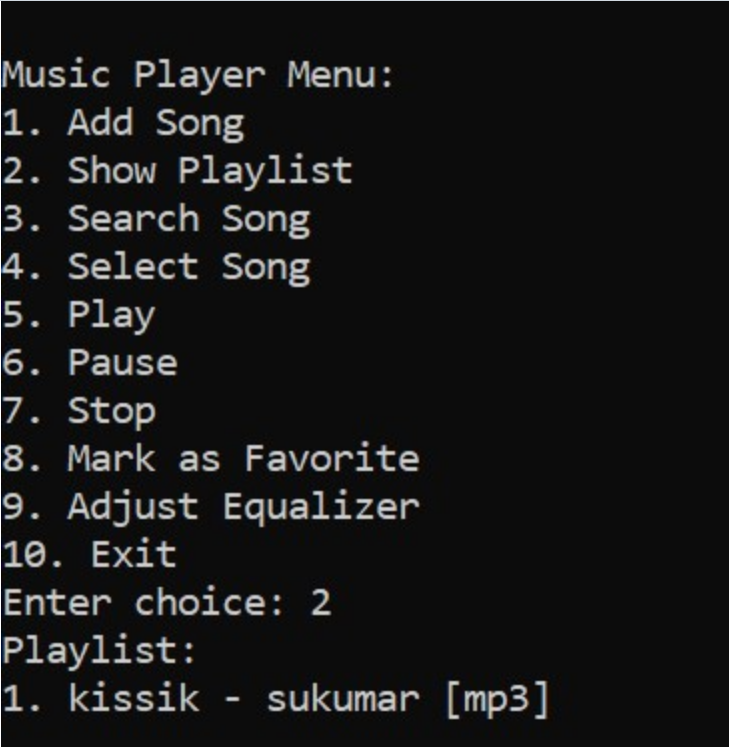 Music Player Menu:
1. Add Song
2. Show Playlist
3. Search Song
4. Select Song
5. Play
6. Pause
7. Stop
8. Mark as Favorite
9. Adjust Equalizer
10. Exit
Enter choice: 2
Playlist:
1. kissik - sukumar [mp3]